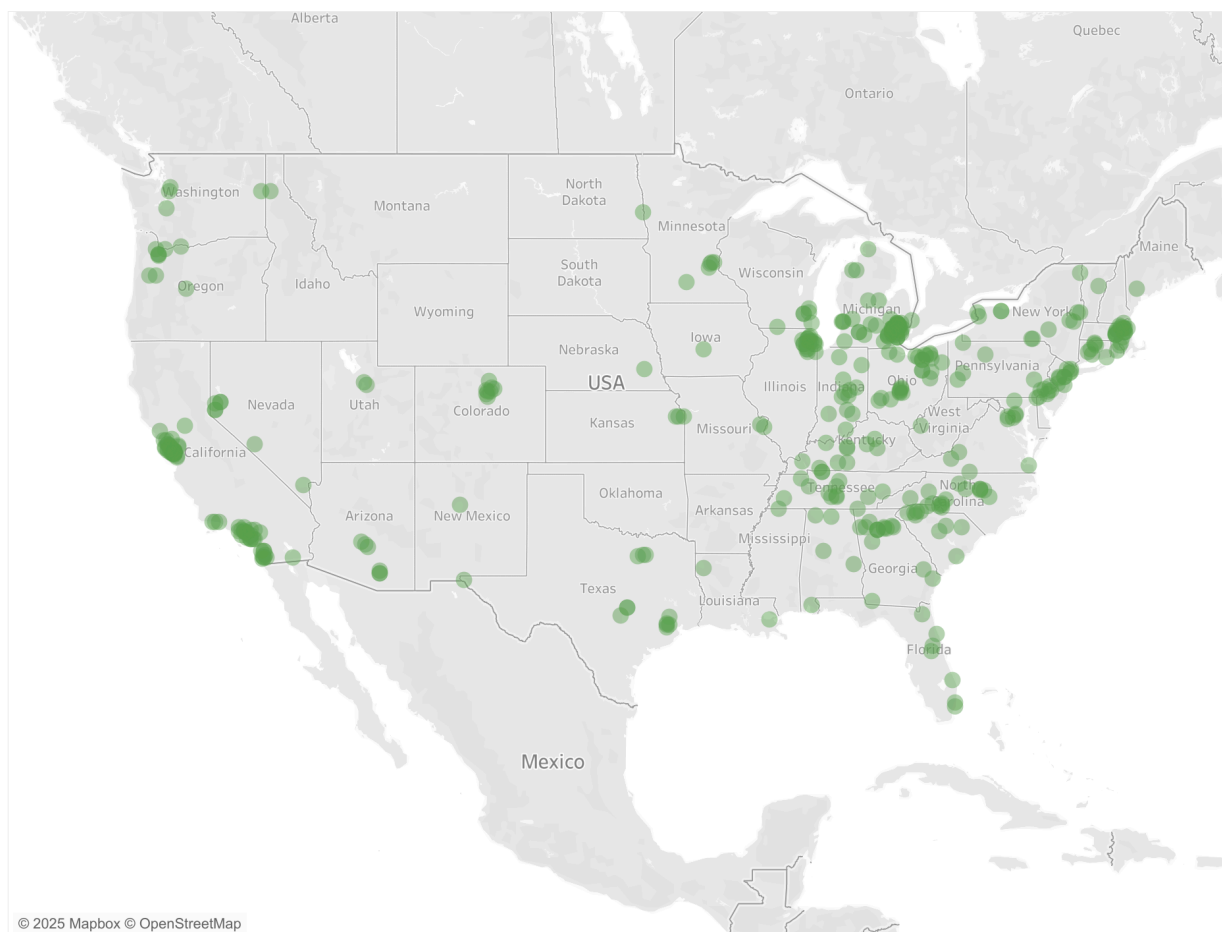 Alberta
Quebec
Ontario
Washington
Montana
North
Dakota
Minnesota
Maine
Oregon
Idaho
South
Dakota
Wisconsin
Wyoming
Michigan
New York
Iowa
Nebraska
USA
Nevada
Utah
Colorado
Illinois
Indiana
Ohio
Pennsylvania
Kansas
Missouri
West
Virginia
California
Kentucky
Oklahoma
Tennessee
North
Carolina
Arizona
New Mexico
Arkansas
Mississippi
Georgia
Texas
Louisiana
Florida
Mexico
© 2025 Mapbox © OpenStreetMap